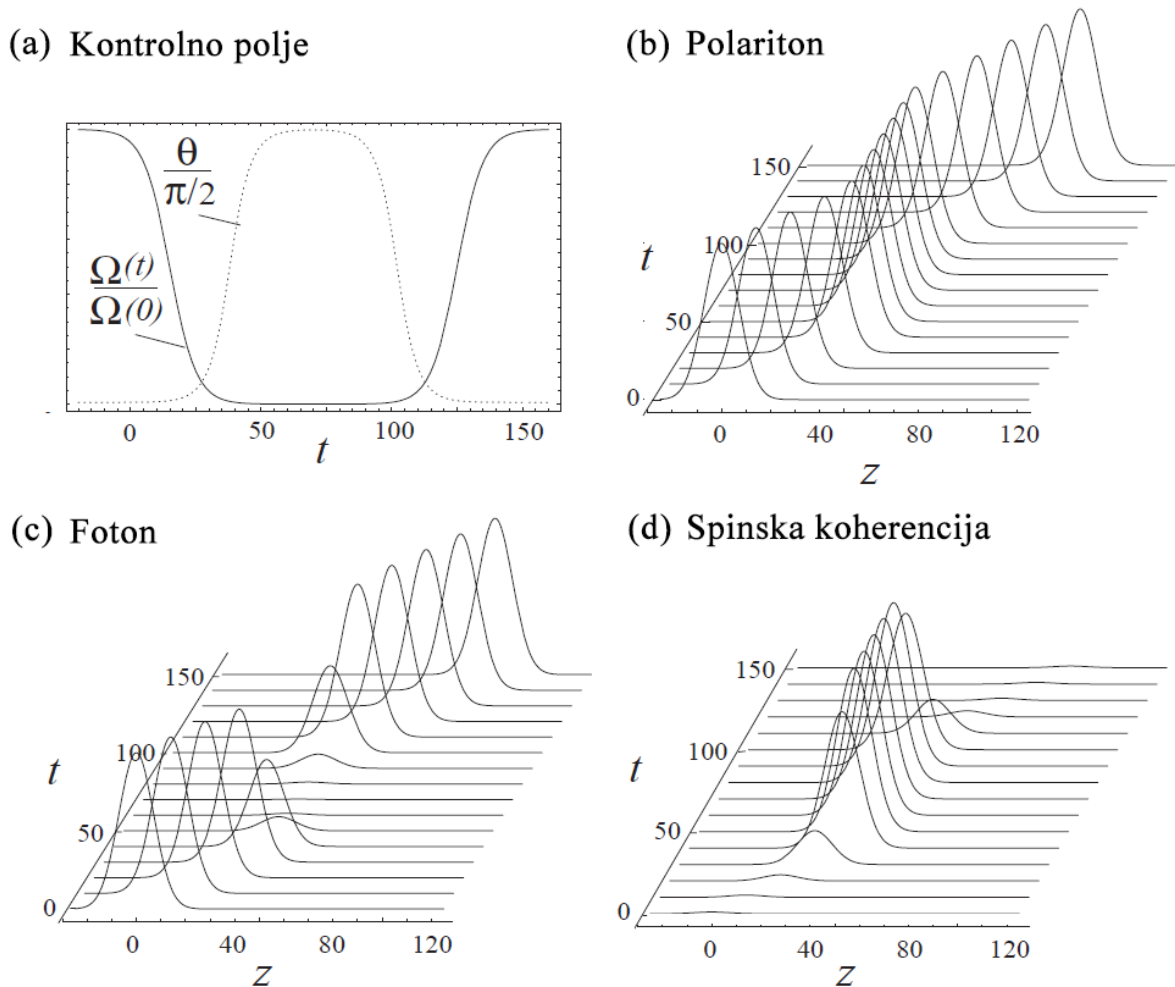 (a) Kontrolno polje
θ
π/2
Ω(t)
Ω(0)
0 50 100 150
t
(b) Polariton
150
100
50
0
t
0 40 80 120
z
(c) Foton
150
100
50
0
t
0 40 80 120
z
(d) Spinska koherencija
150
100
50
0
t
0 40 80 120
z